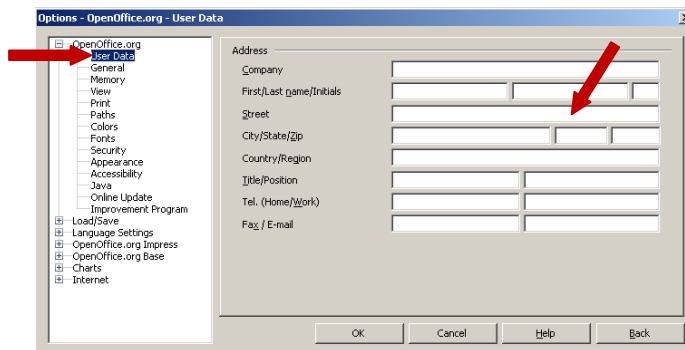 Options - OpenOffice.org - User Data
OpenOffice.org
User Data
General
Memory
View
Print
Paths
Colors
Fonts
Security
Appearance
Accessibility
Java
Online Update
Improvement Program
Load/Save
Language Settings
OpenOffice.org Impress
OpenOffice.org Base
Charts
Internet
Address
Company
First/Last name/Initials
Street
City/State/Zip
Country/Region
Title/Position
Tel. (Home/Work)
Fax / E-mail
OK
Cancel
Help
Back